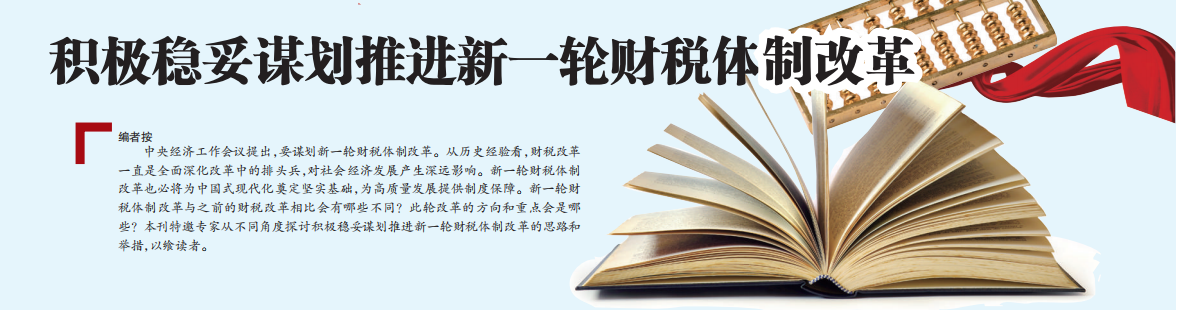 积极稳妥谋划推进新一轮财税体制改革
编者按
中央经济工作会议提出,要谋划新一轮财税体制改革。从历史经验看,财税改革
一直是全面深化改革中的排头兵,对社会经济发展产生深远影响。新一轮财税体制
改革也必将为中国式现代化奠定坚实基础,为高质量发展提供制度保障。新一轮财
税体制改革与之前的财税改革相比会有哪些不同?此轮改革的方向和重点会是哪
些?本刊特邀专家从不同角度探讨积极稳妥谋划推进新一轮财税体制改革的思路和
举措,以飨读者。